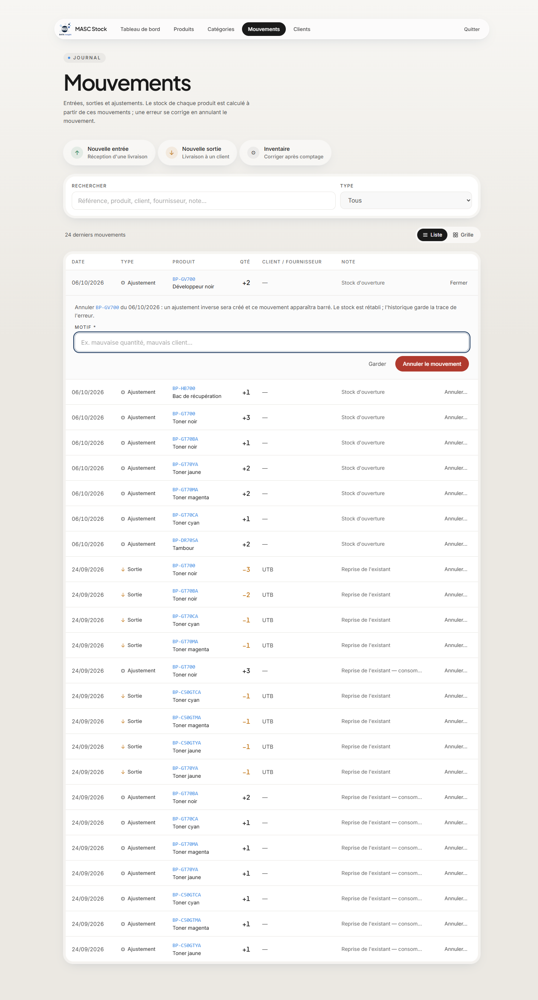 MASC
DATA Insight
MASC Stock
Tableau de bord
Produits
Catégories
Mouvements
Clients
Quitter
JOURNAL
Mouvements
Entrées, sorties et ajustements. Le stock de chaque produit est calculé à
partir de ces mouvements ; une erreur se corrige en annulant le
mouvement.
Nouvelle entrée
Réception d'une livraison
Nouvelle sortie
Livraison à un client
Inventaire
Corriger après comptage
RECHERCHER
Référence, produit, client, fournisseur, note...
TYPE
Tous
24 derniers mouvements
Liste
Grille
DATE TYPE PRODUIT QTÉ CLIENT / FOURNISSEUR NOTE
06/10/2026 Ajustement BP-GV700 Développeur noir +2 — Stock d'ouverture Fermer
Annuler BP-GV700 du 06/10/2026 : un ajustement inverse sera créé et ce mouvement apparaîtra barré. Le stock est rétabli ; l'historique garde la trace de
l'erreur.
MOTIF *
Ex. mauvaise quantité, mauvais client...
Garder
Annuler le mouvement
06/10/2026 Ajustement BP-HB700 Bac de récupération +1 — Stock d'ouverture Annuler...
06/10/2026 Ajustement BP-GT700 Toner noir +3 — Stock d'ouverture Annuler...
06/10/2026 Ajustement BP-GT70BA Toner noir +1 — Stock d'ouverture Annuler...
06/10/2026 Ajustement BP-GT70YA Toner jaune +2 — Stock d'ouverture Annuler...
06/10/2026 Ajustement BP-GT70MA Toner magenta +2 — Stock d'ouverture Annuler...
06/10/2026 Ajustement BP-GT70CA Toner cyan +1 — Stock d'ouverture Annuler...
06/10/2026 Ajustement BP-DR70SA Tambour +2 — Stock d'ouverture Annuler...
24/09/2026 Sortie BP-GT700 Toner noir −3 UTB Reprise de l'existant Annuler...
24/09/2026 Sortie BP-GT70BA Toner noir −2 UTB Reprise de l'existant Annuler...
24/09/2026 Sortie BP-GT70CA Toner cyan −1 UTB Reprise de l'existant Annuler...
24/09/2026 Sortie BP-GT70MA Toner magenta −1 UTB Reprise de l'existant Annuler...
24/09/2026 Ajustement BP-GT700 Toner noir +3 — Reprise de l'existant — consom... Annuler...
24/09/2026 Sortie BP-C50GTCA Toner cyan −1 UTB Reprise de l'existant Annuler...
24/09/2026 Sortie BP-C50GTMA Toner magenta −1 UTB Reprise de l'existant Annuler...
24/09/2026 Sortie BP-C50GTYA Toner jaune −1 UTB Reprise de l'existant Annuler...
24/09/2026 Sortie BP-GT70YA Toner jaune −1 UTB Reprise de l'existant Annuler...
24/09/2026 Ajustement BP-GT70BA Toner noir +2 — Reprise de l'existant — consom... Annuler...
24/09/2026 Ajustement BP-GT70CA Toner cyan +1 — Reprise de l'existant — consom... Annuler...
24/09/2026 Ajustement BP-GT70MA Toner magenta +1 — Reprise de l'existant — consom... Annuler...
24/09/2026 Ajustement BP-GT70YA Toner jaune +1 — Reprise de l'existant — consom... Annuler...
24/09/2026 Ajustement BP-C50GTCA Toner cyan +1 — Reprise de l'existant — consom... Annuler...
24/09/2026 Ajustement BP-C50GTMA Toner magenta +1 — Reprise de l'existant — consom... Annuler...
24/09/2026 Ajustement BP-C50GTYA Toner jaune +1 — Reprise de l'existant — consom... Annuler...